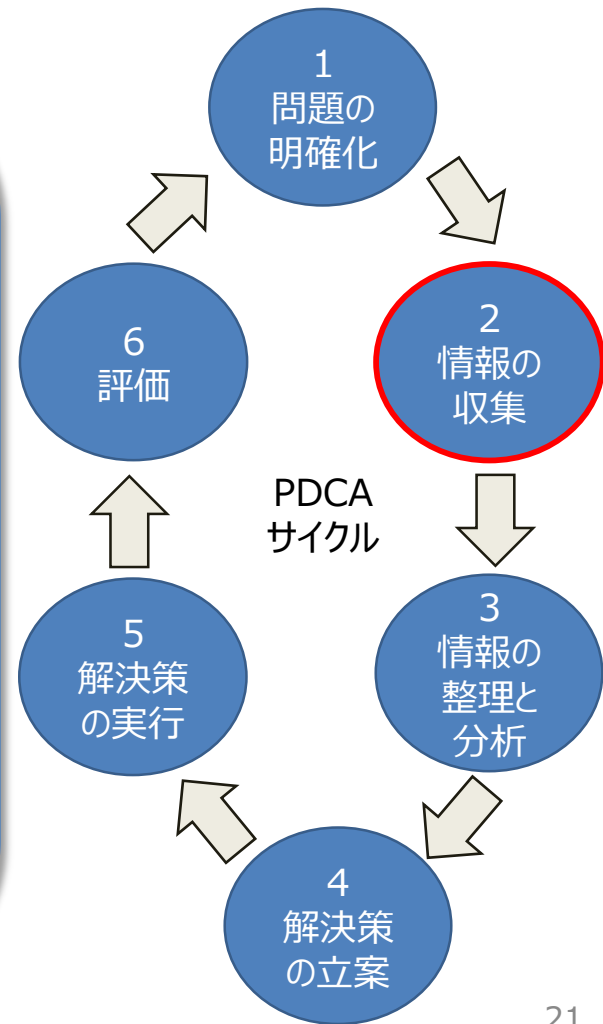 1
問題の
明確化
2
情報の
収集
3
情報の
整理と
分析
4
解決策
の立案
5
解決策
の実行
6
評価
PDCA
サイクル
21